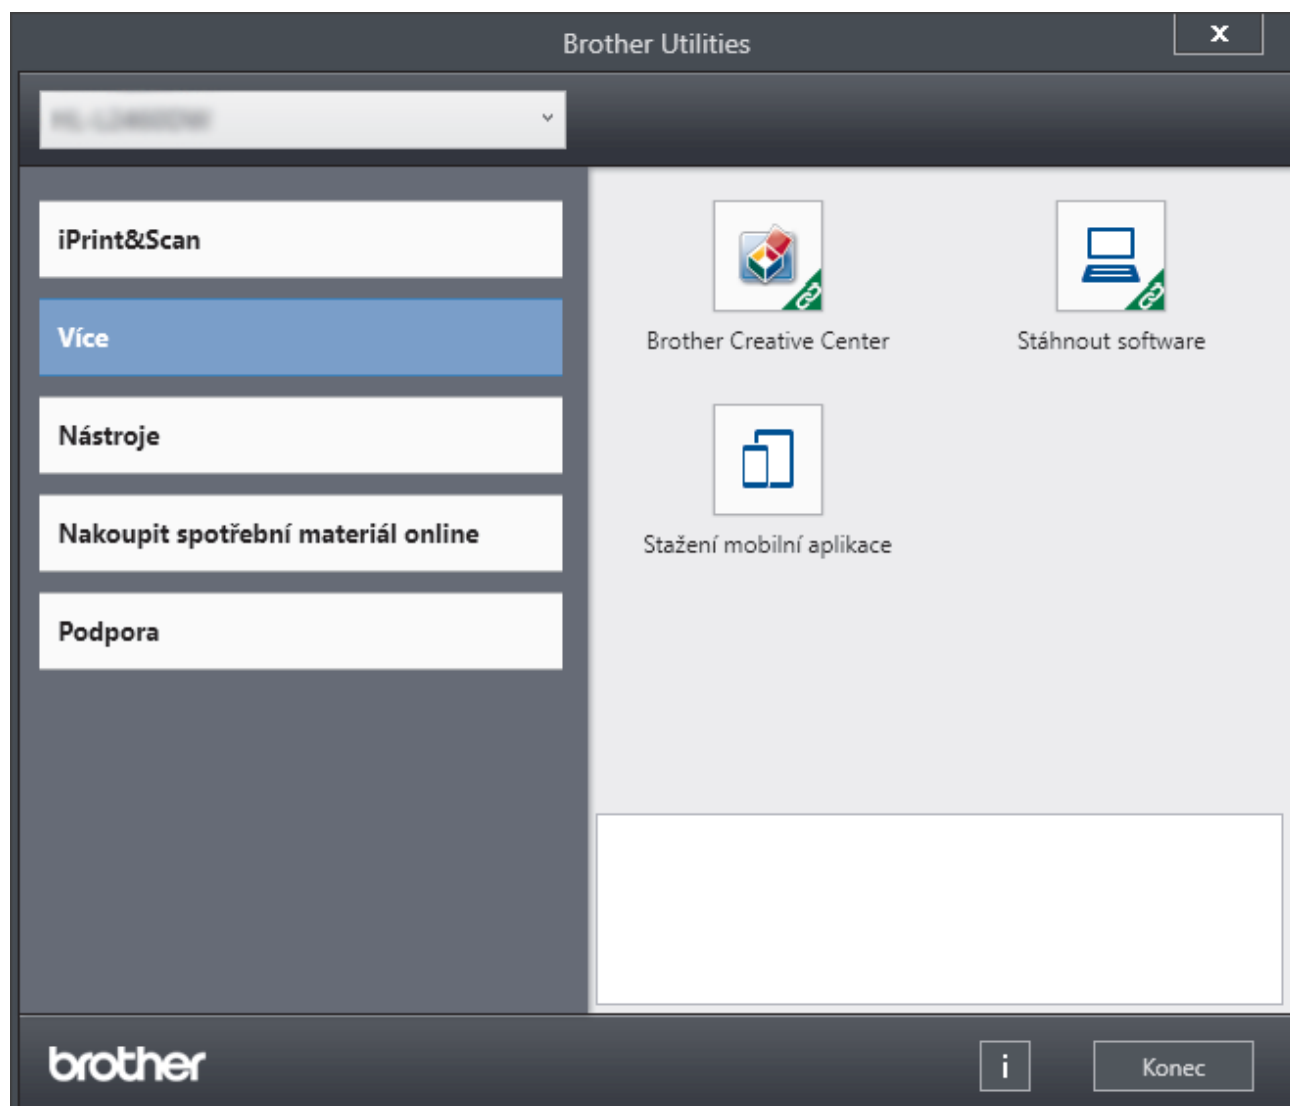 Brother Utilities
x
iPrint&Scan
Více
Nástroje
Nakoupit spotřební materiál online
Podpora
Brother Creative Center
Stáhnout software
Stažení mobilní aplikace
brother
i
Konec